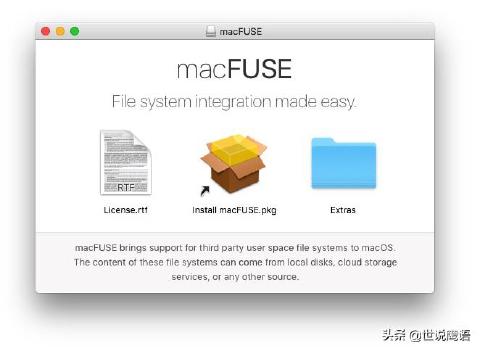 macFUSE
macFUSE
File system integration made easy.
RTF
License.rtf
Install macFUSE.pkg
Extras
macFUSE brings support for third party user space file systems to macOS.
The content of these file systems can come from local disks, cloud storage
services, or any other source.
头条 @世说鹰语